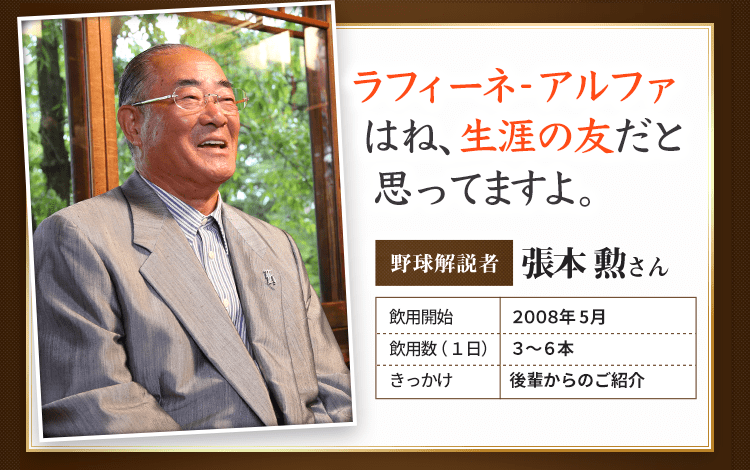 ラフィーネ-アルファ
はね、生涯の友だと
思ってますよ。
野球解説者 張本 勲さん
飲用開始 2008年5月
飲用数（１日） ３〜６本
きっかけ 後輩からのご紹介